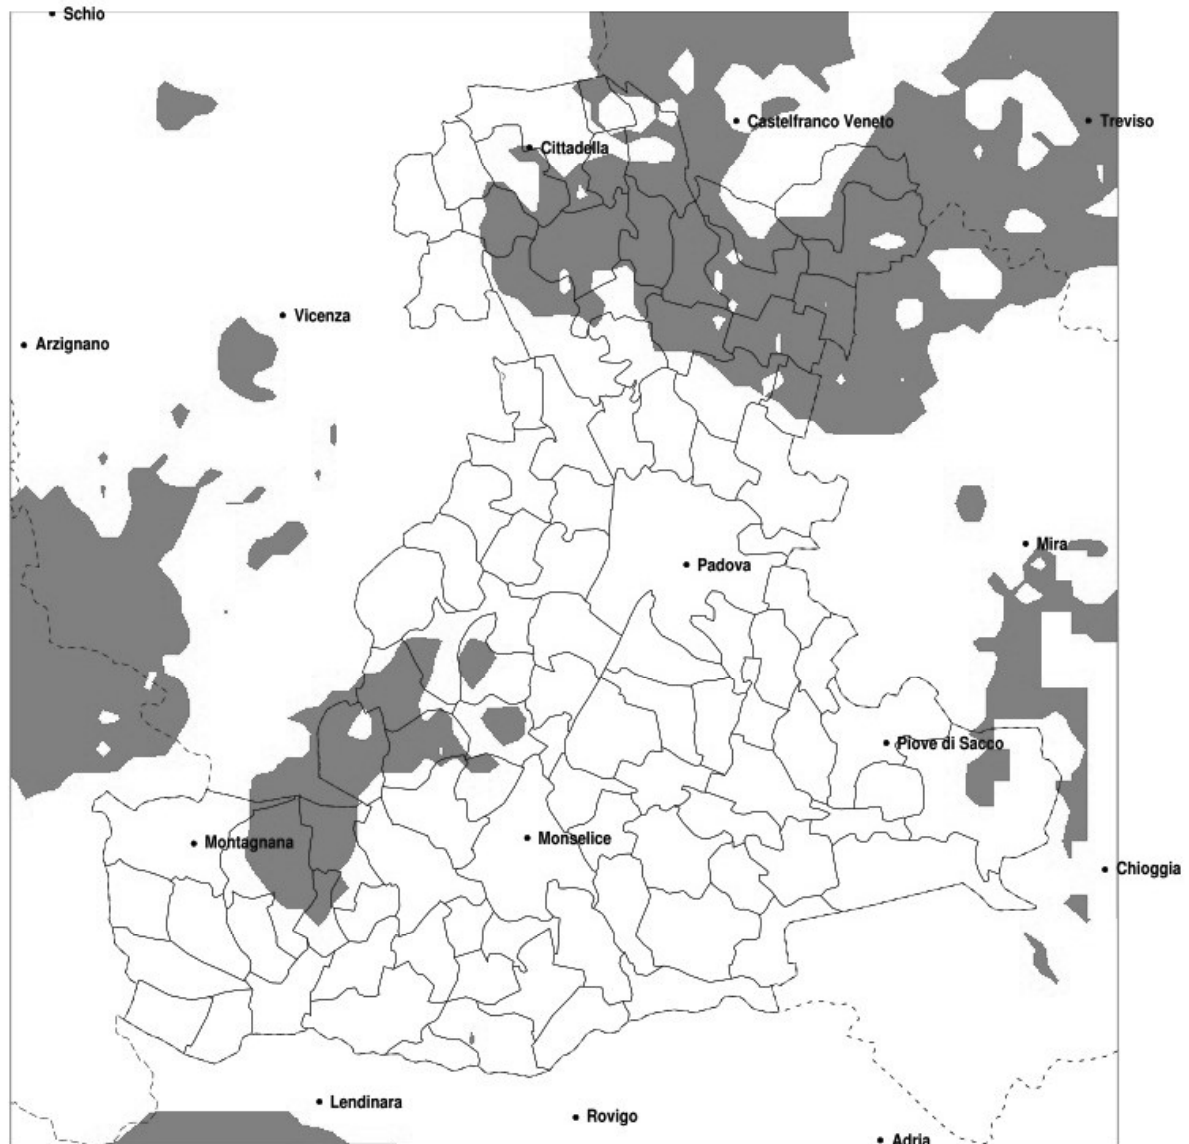 Schio
Castelfranco Veneto
Treviso
Cittadella
Vicenza
Arzignano
Mira
Padova
Piove di Sacco
Monselice
Montagnana
Chioggia
Lendinara
Rovigo
Adria